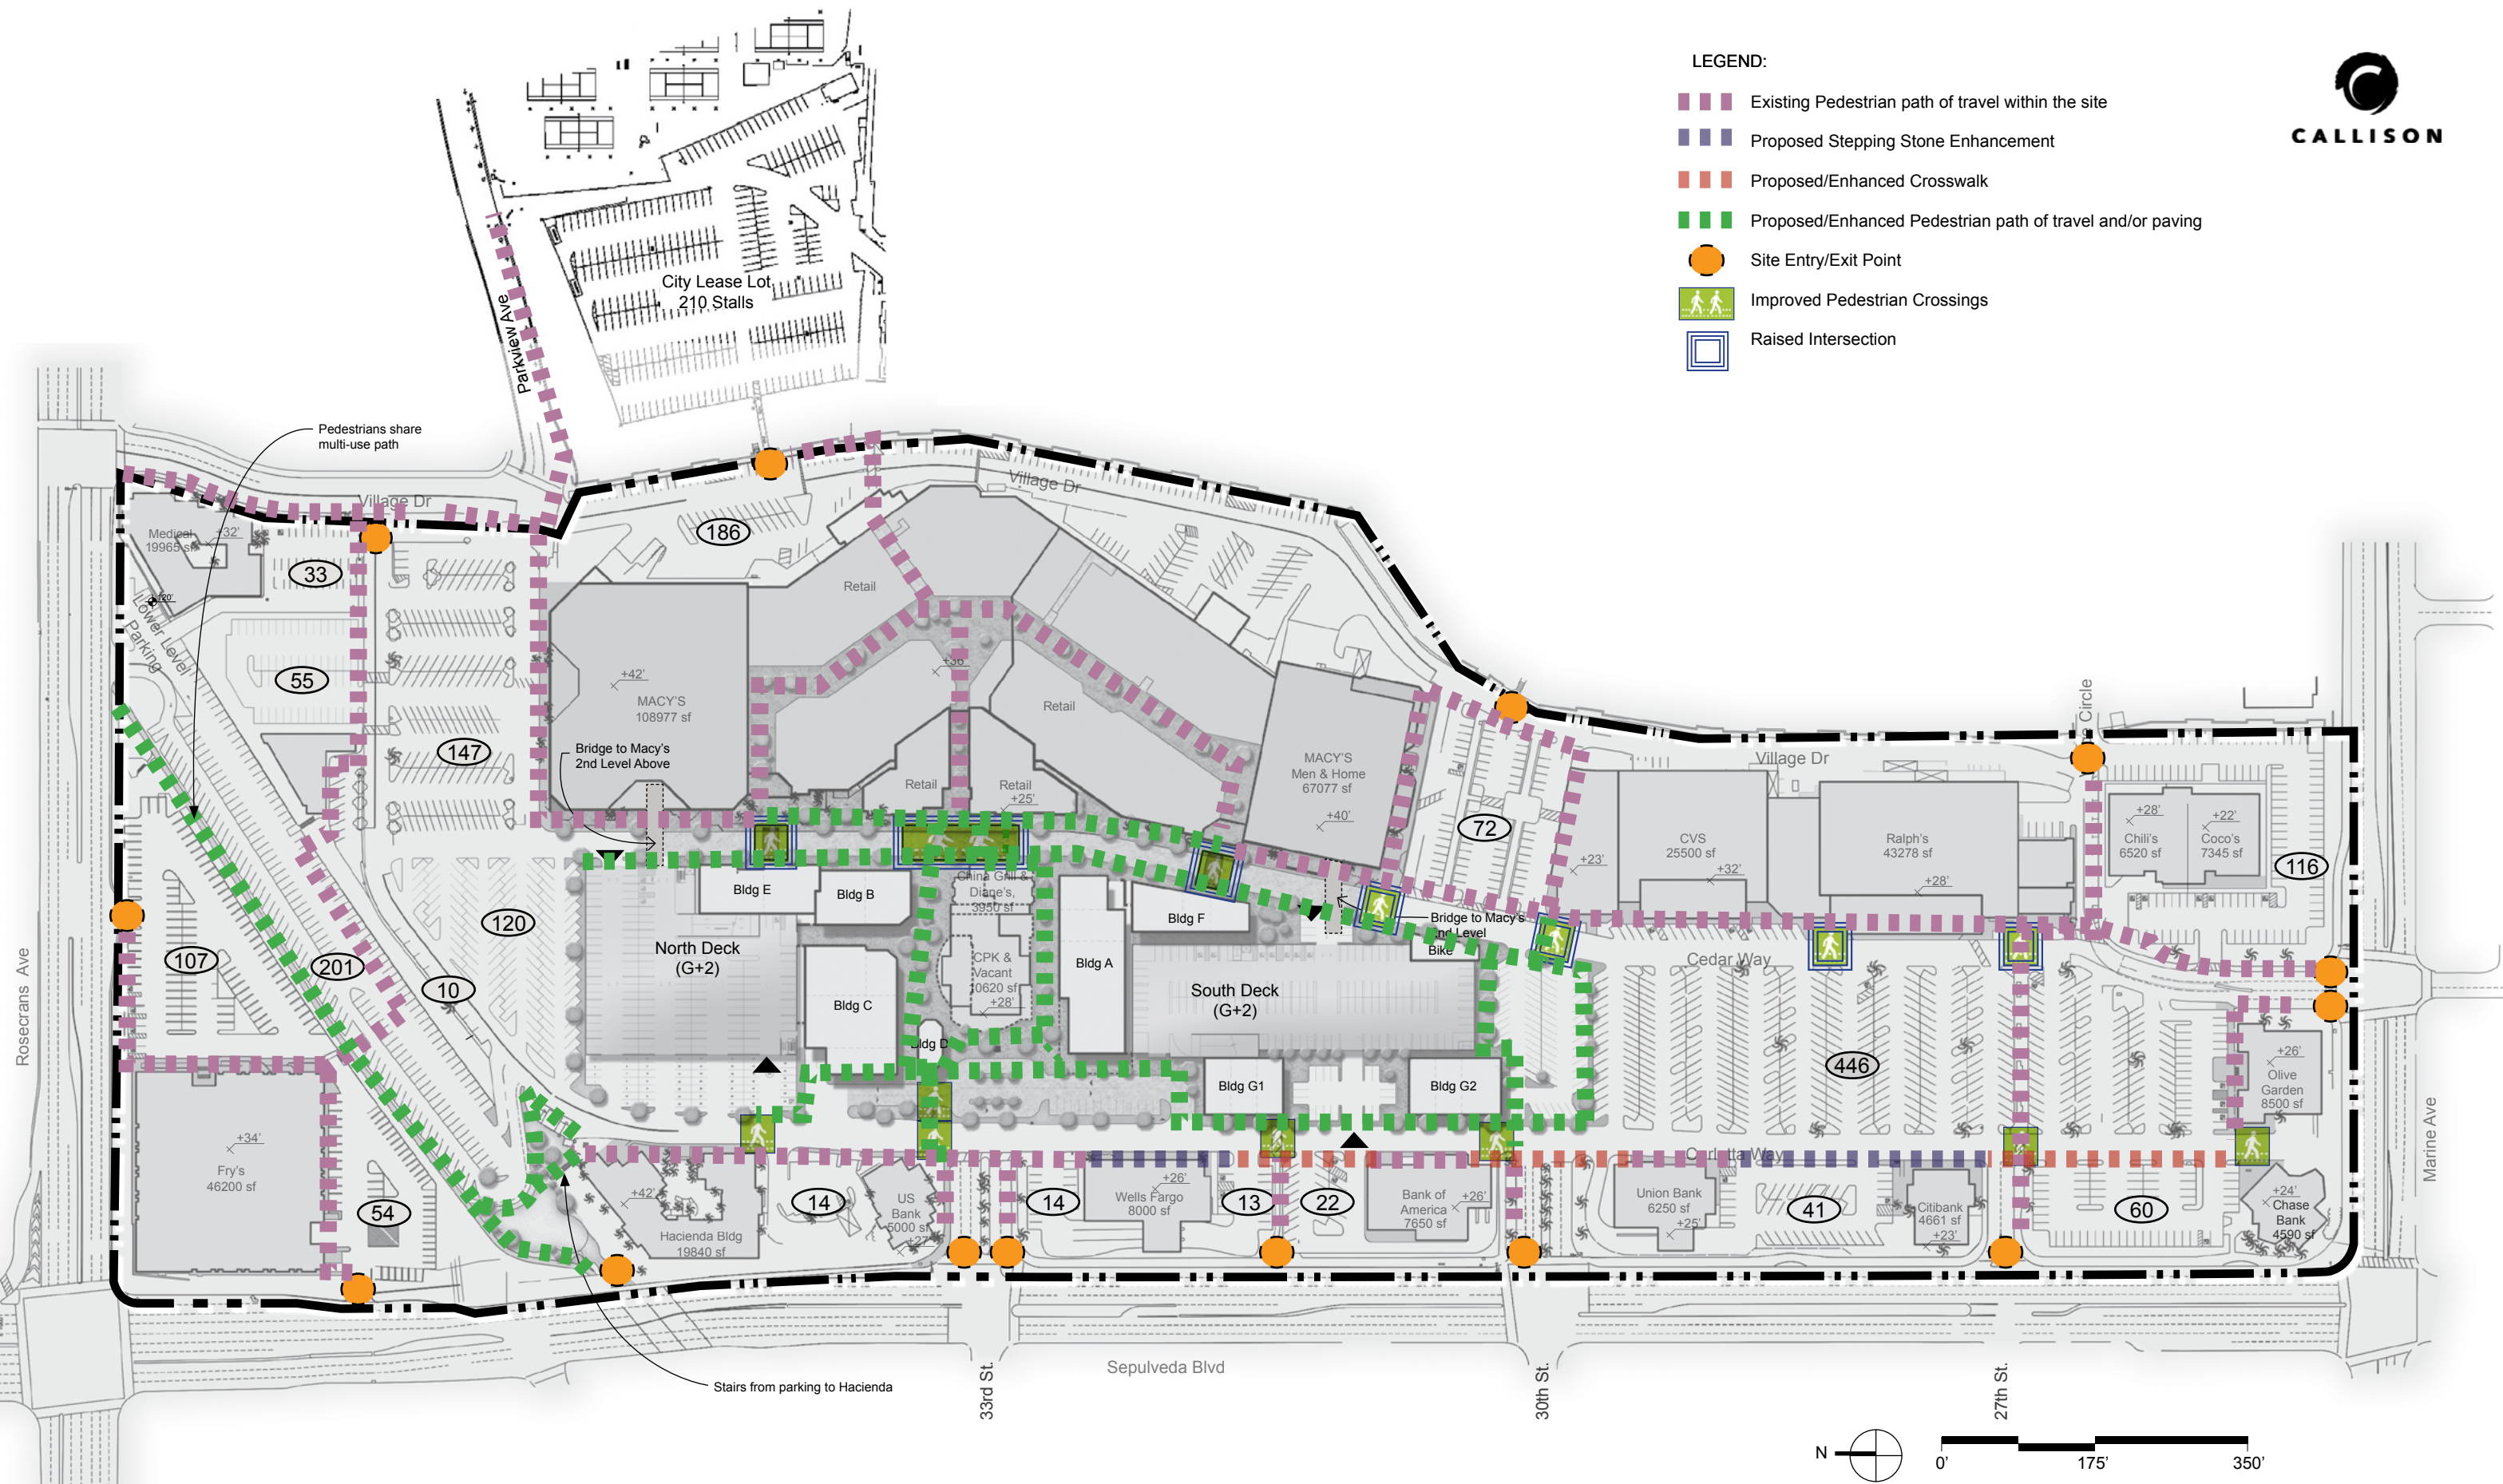 LEGEND:
Existing Pedestrian path of travel within the site
Proposed Stepping Stone Enhancement
Proposed/Enhanced Crosswalk
Proposed/Enhanced Pedestrian path of travel and/or paving
Site Entry/Exit Point
Improved Pedestrian Crossings
Raised Intersection
CALLISON
City Lease Lot
210 Stalls
Parkview Ave
Pedestrians share
multi-use path
Village Dr
Village Dr
Medical
19965 sf
+32'
33
Lower Level
Parking
55
147
186
Retail
+42'
MACY'S
108977 sf
Bridge to Macy's
2nd Level Above
+36'
Retail
Retail
Retail
+25'
MACY'S
Men & Home
67077 sf
+40'
72
+23'
Village Dr
Circle
CVS
25500 sf
+32'
Ralph's
43278 sf
+28'
+28'
Chili's
6520 sf
+22'
Coco's
7345 sf
116
Rosecrans Ave
107
201
10
120
North Deck
(G+2)
Bldg E
Bldg B
Bldg C
Bldg D
China Grill &
Diane's,
3950 sf
CPK &
Vacant
10620 sf
+28'
Bldg A
Bldg F
South Deck
(G+2)
Bridge to Macy's
2nd Level
Bike
Bldg G1
Bldg G2
Cedar Way
446
+26'
Olive
Garden
8500 sf
Marine Ave
+34'
Fry's
46200 sf
54
+42'
Hacienda Bldg
19840 sf
14
US
Bank
5000 sf
+27'
14
+26'
Wells Fargo
8000 sf
13
22
Bank of
America
7650 sf
+26'
Carlotta Way
Union Bank
6250 sf
+25'
41
Citibank
4661 sf
+23'
60
+24'
Chase
Bank
4590 sf
Stairs from parking to Hacienda
33rd St.
Sepulveda Blvd
30th St.
27th St.
N
0'
175'
350'